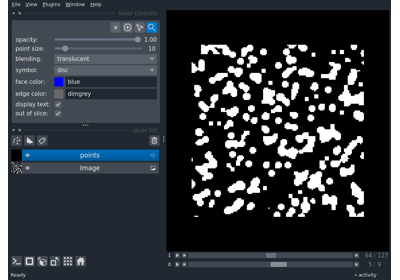 File View Plugins Window Help
layer controls
opacity: 1.00
point size: 10
blending: translucent
symbol: disc
face color: blue
edge color: dimgrey
display text:
out of slice:
layer list
points
Image
1 64 127
0 5 9
Ready activity